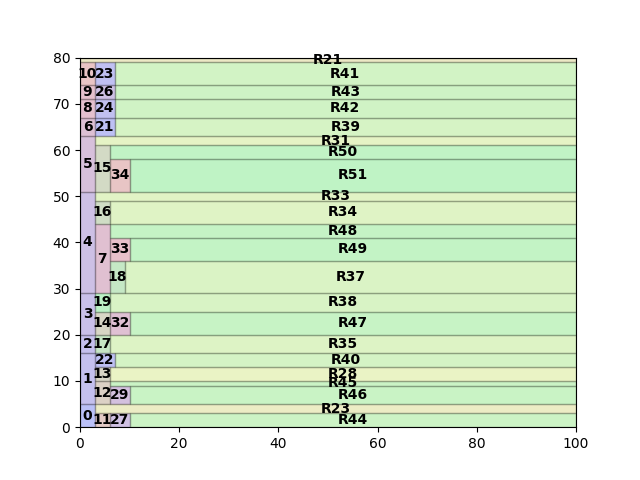 80
R21
10 23 R41
9 26 R43
70
8 24 R42
6 21 R39
R31
60
5 15 R50
34 R51
50
R33
16 R34
4 R48
40
33 R49
7
18 R37
30
19 R38
3
14 32 R47
20
2 17 R35
22 R40
13 R28
1
10
R45
12 29 R46
R23
0
11 27 R44
0
0 20 40 60 80 100